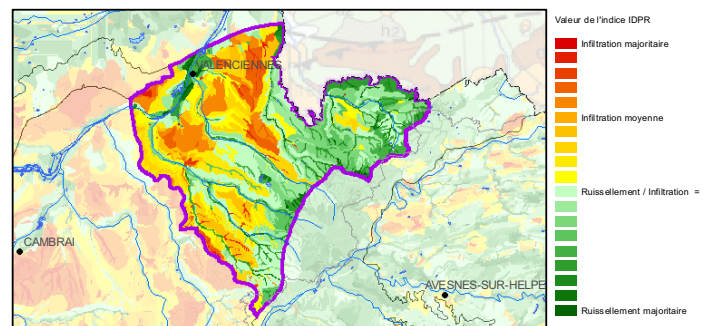 Valeur de l'indice IDPR
Infiltration majoritaire
Infiltration moyenne
Ruissellement / Infiltration =
Ruissellement majoritaire
VALENCIENNES
CAMBRAI
AVESNES-SUR-HELPE